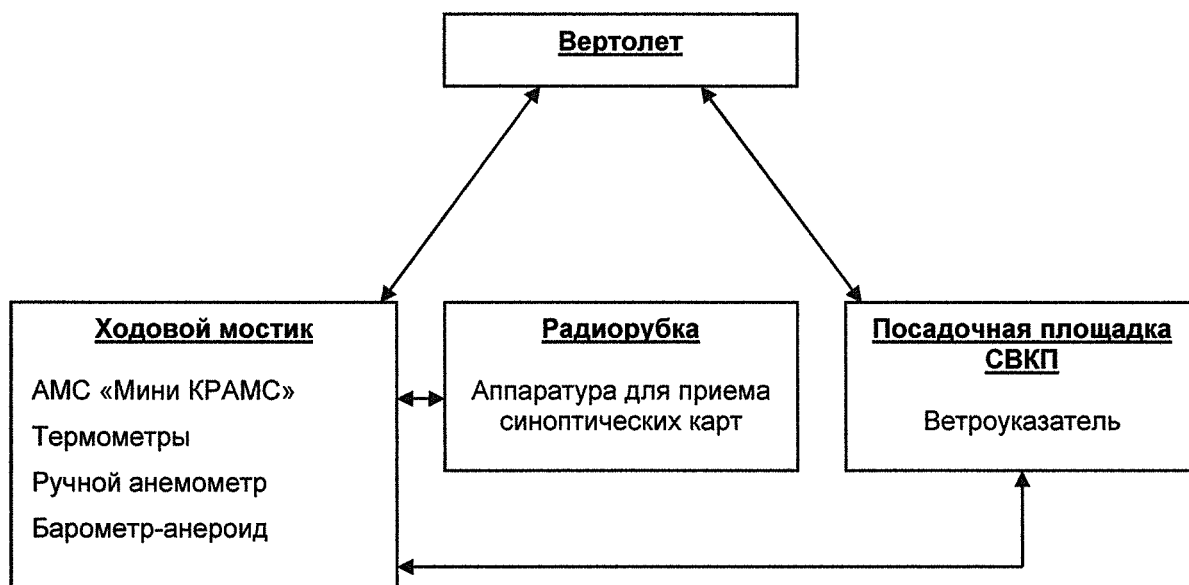 Вертолет
Ходовой мостик
АМС «Мини КРАМС»
Термометры
Ручной анемометр
Барометр-анероид
Радиорубка
Аппаратура для приема
синоптических карт
Посадочная площадка
СВКП
Ветроуказатель